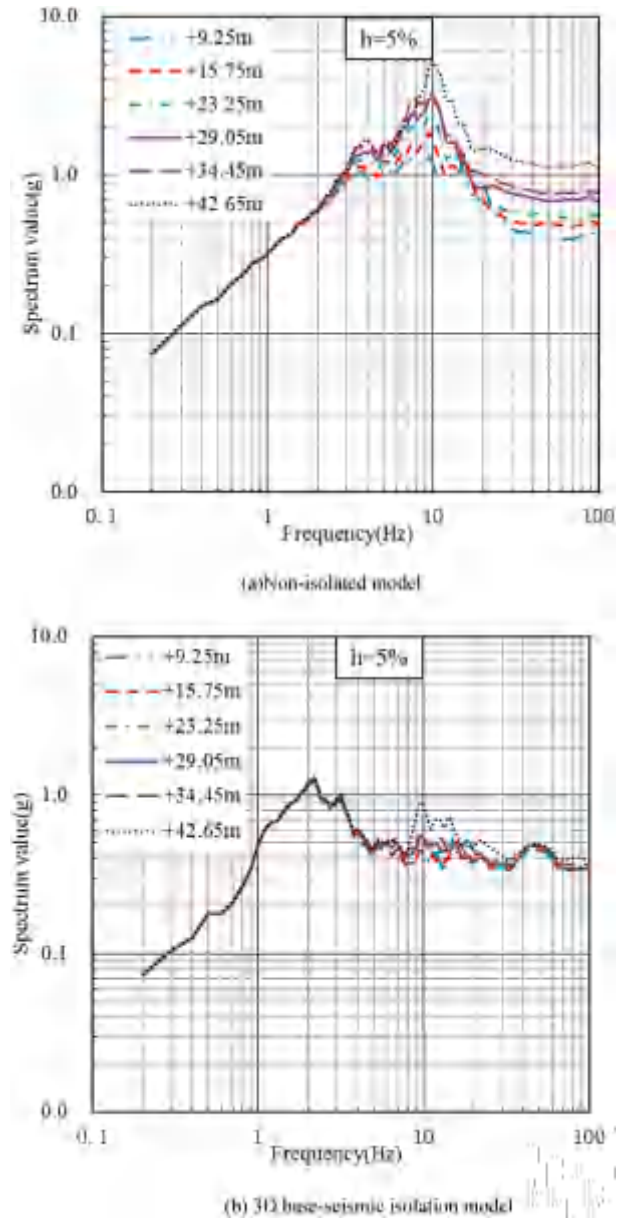 10.0
h=5%
+9.25m
+15.75m
+23.25m
+29.05m
+34.45m
+42.65m
1.0
Spectrum value(g)
0.1
0.0
0.1 1 10 100
Frequency(Hz)
(a)Non-isolated model
10.0
h=5%
+9.25m
+15.75m
+23.25m
+29.05m
+34.45m
+42.65m
1.0
Spectrum value(g)
0.1
0.0
0.1 1 10 100
Frequency(Hz)
(b) 3D base-seismic isolation model